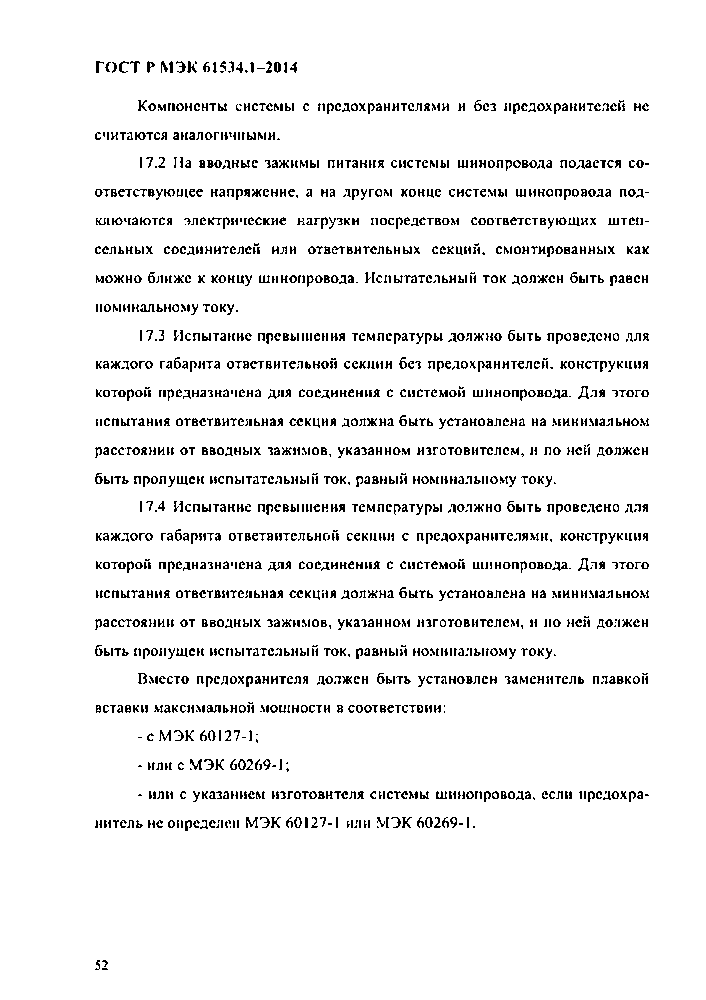 ГОСТ Р МЭК 61534.1–2014
Компоненты системы с предохранителями и без предохранителей не
считаются аналогичными.
17.2 На вводные зажимы питания системы шинопровода подается со-
ответствующее напряжение, а на другом конце системы шинопровода под-
ключаются электрические нагрузки посредством соответствующих штеп-
сельных соединителей или ответвительных секций, смонтированных как
можно ближе к концу шинопровода. Испытательный ток должен быть равен
номинальному току.
17.3 Испытание превышения температуры должно быть проведено для
каждого габарита ответвительной секции без предохранителей, конструкция
которой предназначена для соединения с системой шинопровода. Для этого
испытания ответвительная секция должна быть установлена на минимальном
расстоянии от вводных зажимов, указанном изготовителем, и по ней должен
быть пропущен испытательный ток, равный номинальному току.
17.4 Испытание превышения температуры должно быть проведено для
каждого габарита ответвительной секции с предохранителями, конструкция
которой предназначена для соединения с системой шинопровода. Для этого
испытания ответвительная секция должна быть установлена на минимальном
расстоянии от вводных зажимов, указанном изготовителем, и по ней должен
быть пропущен испытательный ток, равный номинальному току.
Вместо предохранителя должен быть установлен заменитель плавкой
вставки максимальной мощности в соответствии:
- с МЭК 60127-1;
- или с МЭК 60269-1;
- или с указанием изготовителя системы шинопровода, если предохра-
нитель не определен МЭК 60127-1 или МЭК 60269-1.
52